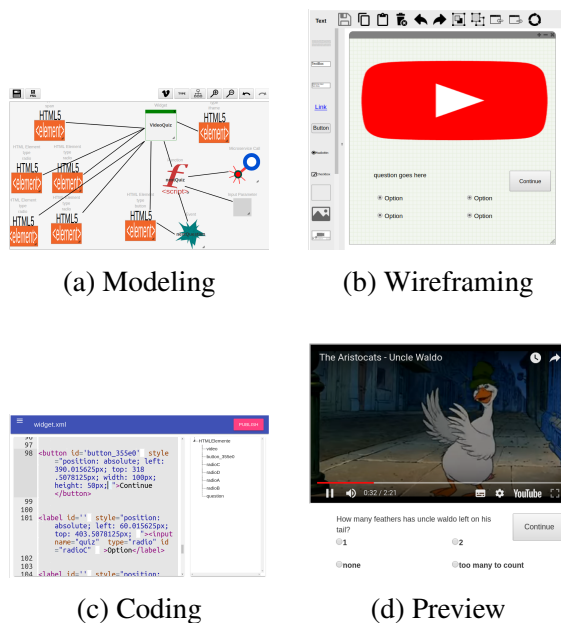 Widget
VideoQuiz
HTML5
<element>
HTML5
<element>
HTML5
<element>
HTML5
<element>
HTML5
<element>
HTML5
<element>
HTML5
<element>
<script>
(a) Modeling
Text
Link
Button
question goes here
Continue
Option
Option
Option
Option
(b) Wireframing
widget.xml
PUBLISH
97
98 <button id='button_355e0' style
="position: absolute; left:
390.015625px; top: 318
.5078125px; width: 100px;
height: 50px;" >Continue
</button>
99
100
101 <label id='' style="position:
absolute; left: 60.015625px;
top: 403.5078125px; "><input
name="quiz" type="radio" id
="radioC" >Option</label>
102
103
104 <label id='' style="position:
HTMLElemente
video
button_355e0
radioC
radioD
radioA
radioB
question
(c) Coding
The Aristocats - Uncle Waldo
0:32 / 2:21
YouTube
How many feathers has uncle waldo left on his
tail?
Continue
1
2
none
too many to count
(d) Preview